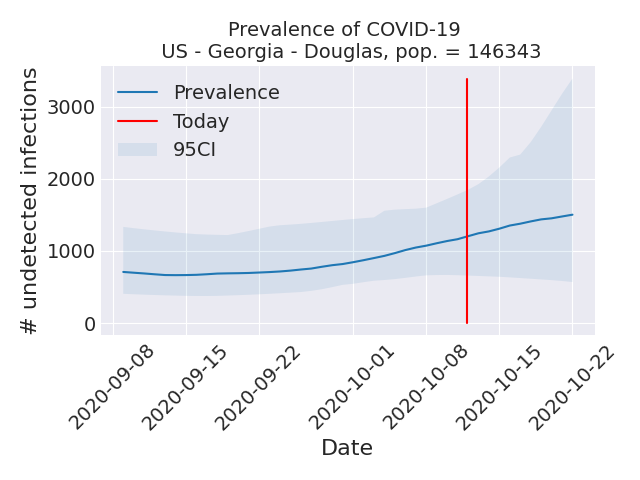 Prevalence of COVID-19
US - Georgia - Douglas, pop. = 146343
# undetected infections
3000
2000
1000
0
Prevalence
Today
95CI
2020-09-08
2020-09-15
2020-09-22
2020-10-01
2020-10-08
2020-10-15
2020-10-22
Date